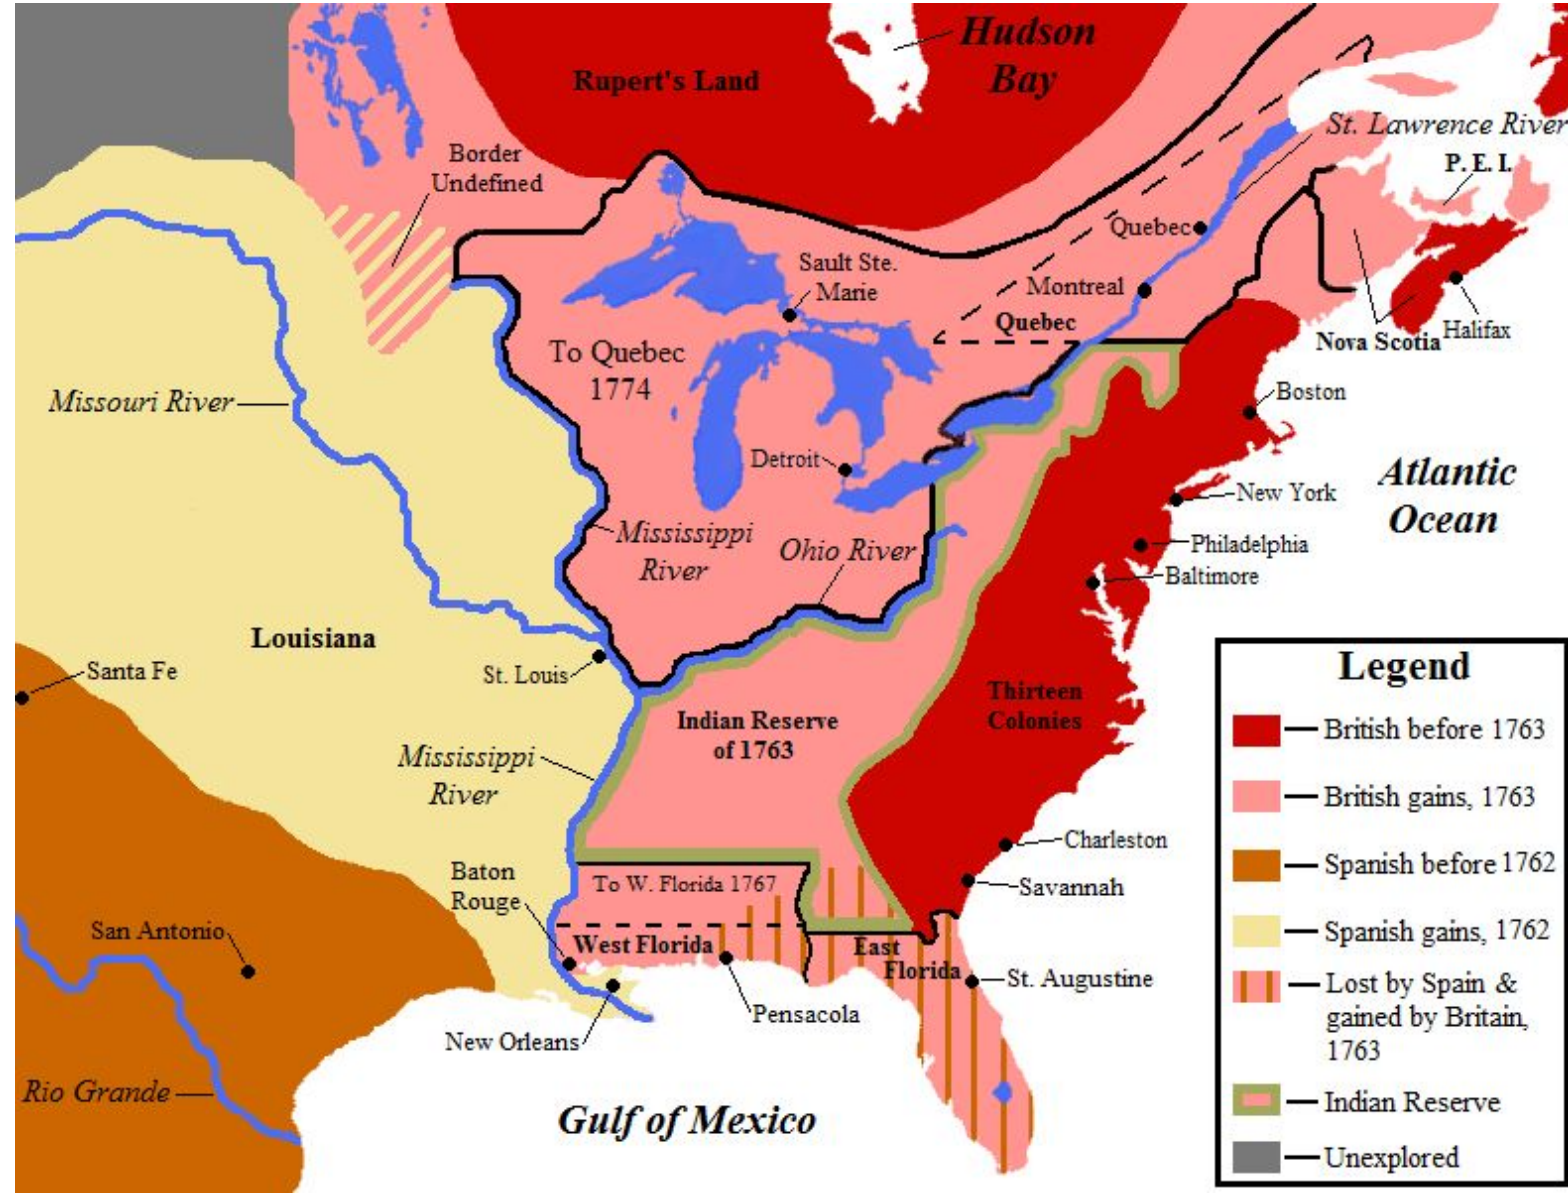 Hudson
Bay
Rupert's Land
St. Lawrence River
Border
Undefined
P. E. I.
Quebec
Sault Ste.
Marie
Montreal
Quebec
Nova Scotia
Halifax
To Quebec
1774
Missouri River
Boston
Detroit
Atlantic
Ocean
New York
Mississippi
River
Ohio River
Philadelphia
Baltimore
Louisiana
St. Louis
Santa Fe
Thirteen
Colonies
Indian Reserve
of 1763
Mississippi
River
Charleston
Baton
Rouge
To W. Florida 1767
Savannah
San Antonio
West Florida
East
Florida
St. Augustine
Pensacola
New Orleans
Rio Grande
Gulf of Mexico
Legend
British before 1763
British gains, 1763
Spanish before 1762
Spanish gains, 1762
Lost by Spain &
gained by Britain,
1763
Indian Reserve
Unexplored